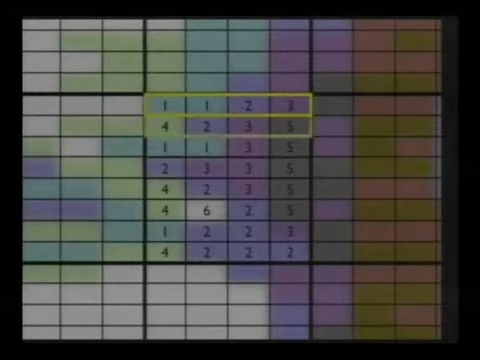 1 1 2 3
4 2 3 5
1 1 3 5
2 3 3 5
4 2 3 5
4 6 2 5
1 2 2 3
4 2 2 2